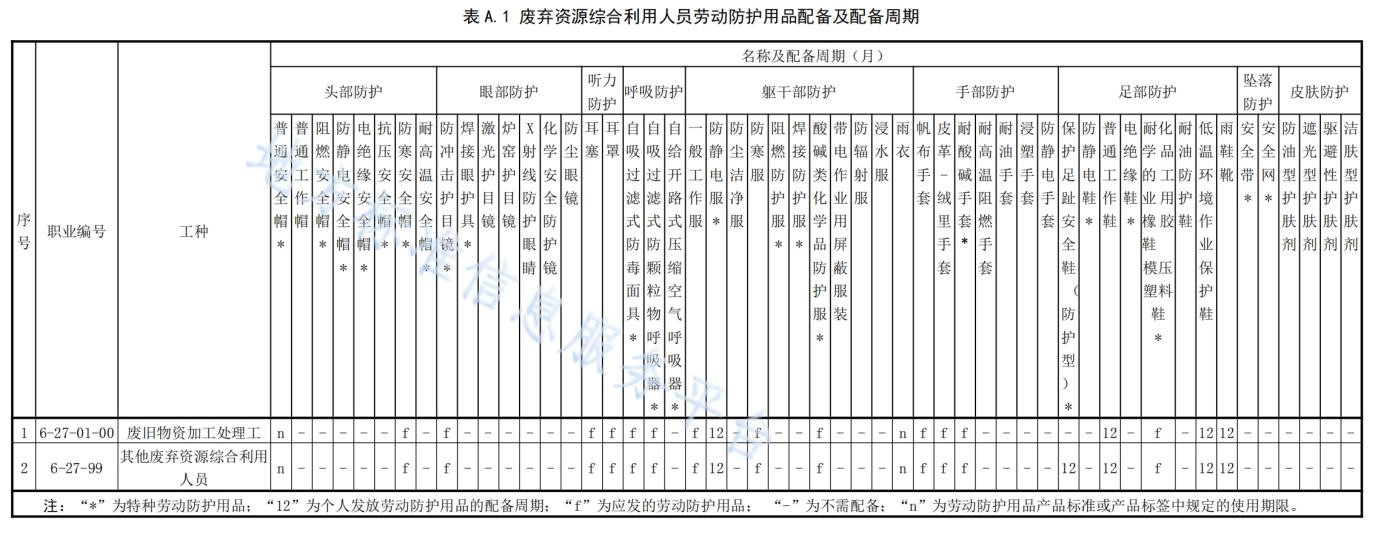 表 A.1 废弃资源综合利用人员劳动防护用品配备及配备周期
序号 职业编号 工种 名称及配备周期（月）
头部防护 眼部防护 听力防护 呼吸防护 躯干部防护 手部防护 足部防护 坠落防护 皮肤防护
普通安全帽*
普通工作帽
阻燃安全帽*
防静电安全帽*
电绝缘安全帽*
抗压安全帽*
防寒安全帽*
耐高温安全帽*
防冲击护目镜*
焊接眼护具*
激光护目镜
炉窑护目镜
X射线防护眼睛
化学安全防护镜
防尘眼镜
耳塞
耳罩
自吸过滤式防毒面具*
自吸过滤式防颗粒物呼吸器*
自给开路式压缩空气呼吸器*
一般工作服
防静电服*
防尘洁净服
防寒服
阻燃防护服*
焊接防护服*
酸碱类化学品防护服*
带电作业用屏蔽服装
防辐射服
浸水服
雨衣
帆布手套
皮革-绒里手套
耐酸碱手套*
耐高温阻燃手套
耐油手套
浸塑手套
防静电手套
保护足趾安全鞋（防护型）*
防静电鞋*
普通工作鞋
电绝缘鞋*
耐化学品的工业用橡胶鞋模压塑料鞋*
耐油防护鞋
低温环境作业保护鞋
雨鞋靴
安全带*
安全网*
防油型护肤剂
遮光型护肤剂
驱避性护肤剂
洁肤型护肤剂
1 6-27-01-00 废旧物资加工处理工 n - - - - - f - f - - - - - - f f f f - f 12 - f - - f - - - n f f f - - - - - - 12 - f - 12 12 - - - - - -
2 6-27-99 其他废弃资源综合利用人员 n - - - - - f - f - - - - - - f f f f - f 12 - f - - f - - - n f f f - - - - 12 - 12 - f - 12 12 - - - - - -
注：“*”为特种劳动防护用品；“12”为个人发放劳动防护用品的配备周期；“f”为应发的劳动防护用品； “-”为不需配备；“n”为劳动防护用品产品标准或产品标签中规定的使用期限。
地方标准信息服务平台